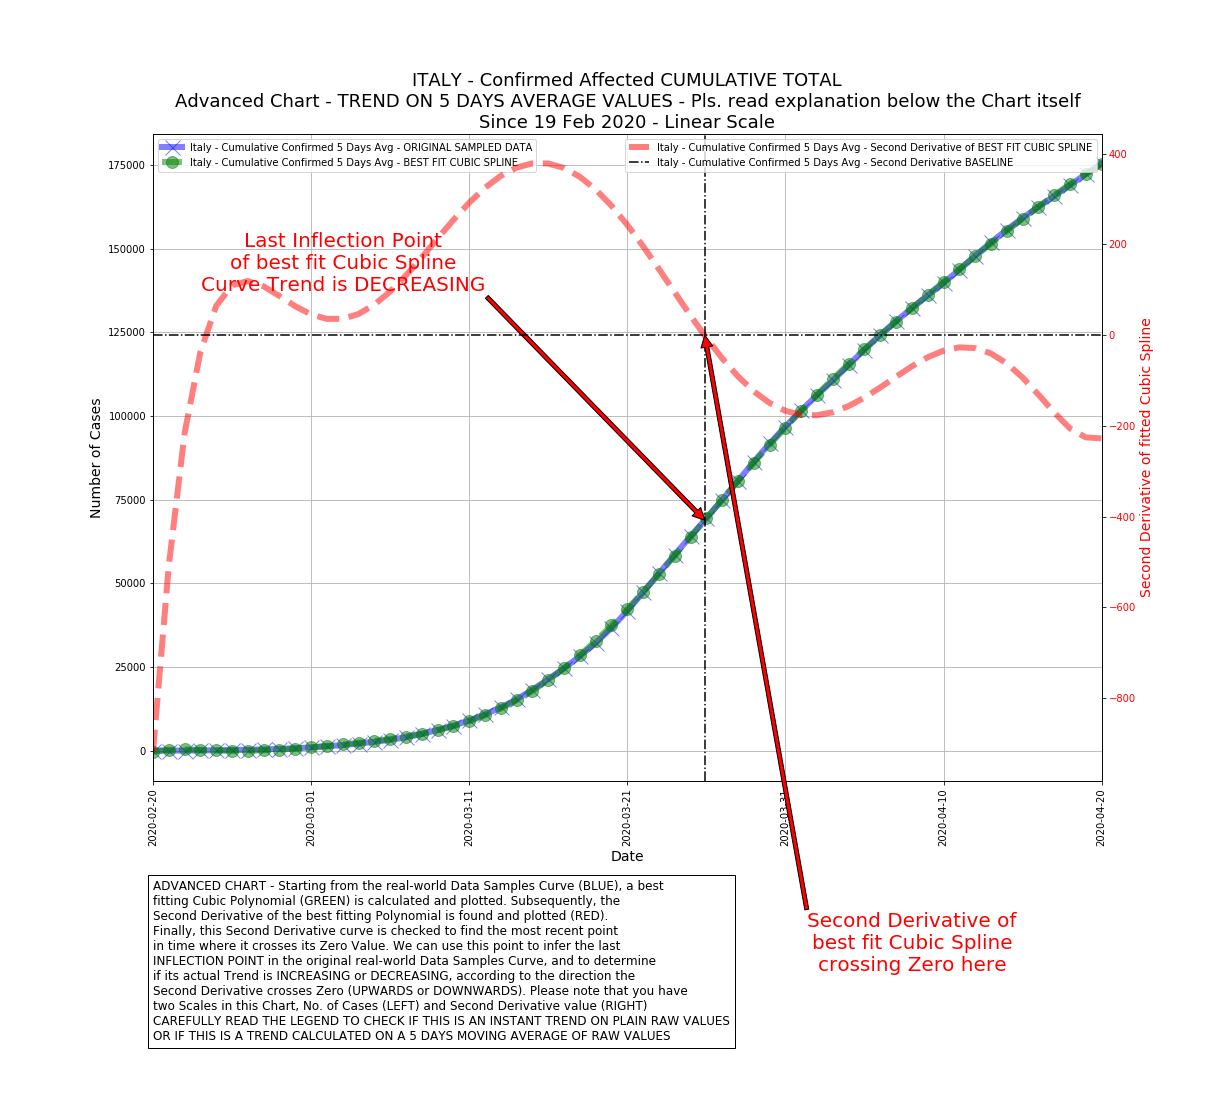 ITALY - Confirmed Affected CUMULATIVE TOTAL
Advanced Chart - TREND ON 5 DAYS AVERAGE VALUES - Pls. read explanation below the Chart itself
Since 19 Feb 2020 - Linear Scale
Italy - Cumulative Confirmed 5 Days Avg - ORIGINAL SAMPLED DATA
Italy - Cumulative Confirmed 5 Days Avg - BEST FIT CUBIC SPLINE
Italy - Cumulative Confirmed 5 Days Avg - Second Derivative of BEST FIT CUBIC SPLINE
Italy - Cumulative Confirmed 5 Days Avg - Second Derivative BASELINE
Last Inflection Point
of best fit Cubic Spline
Curve Trend is DECREASING
Number of Cases
175000
150000
125000
100000
75000
50000
25000
0
400
200
0
−200
−400
−600
−800
Second Derivative of fitted Cubic Spline
2020-02-20
2020-03-01
2020-03-11
2020-03-21
2020-03-31
2020-04-10
2020-04-20
Date
ADVANCED CHART - Starting from the real-world Data Samples Curve (BLUE), a best
fitting Cubic Polynomial (GREEN) is calculated and plotted. Subsequently, the
Second Derivative of the best fitting Polynomial is found and plotted (RED).
Finally, this Second Derivative curve is checked to find the most recent point
in time where it crosses its Zero Value. We can use this point to infer the last
INFLECTION POINT in the original real-world Data Samples Curve, and to determine
if its actual Trend is INCREASING or DECREASING, according to the direction the
Second Derivative crosses Zero (UPWARDS or DOWNWARDS). Please note that you have
two Scales in this Chart, No. of Cases (LEFT) and Second Derivative value (RIGHT)
CAREFULLY READ THE LEGEND TO CHECK IF THIS IS AN INSTANT TREND ON PLAIN RAW VALUES
OR IF THIS IS A TREND CALCULATED ON A 5 DAYS MOVING AVERAGE OF RAW VALUES
Second Derivative of
best fit Cubic Spline
crossing Zero here